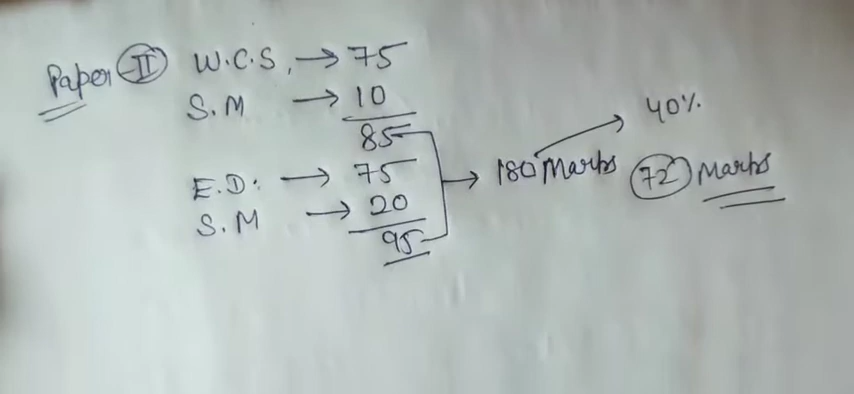 Paper-II W.C.S, → 75
S.M → 10
85
E.D: → 75
S.M → 20
95
→ 180 Marks → 40%
72 Marks